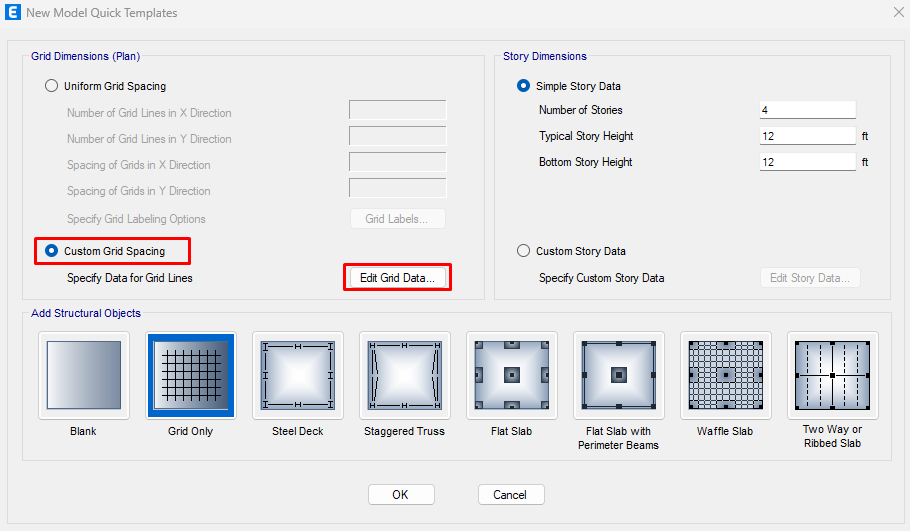 E New Model Quick Templates
Grid Dimensions (Plan)
Uniform Grid Spacing
Number of Grid Lines in X Direction
Number of Grid Lines in Y Direction
Spacing of Grids in X Direction
Spacing of Grids in Y Direction
Specify Grid Labeling Options
Grid Labels...
Custom Grid Spacing
Specify Data for Grid Lines
Edit Grid Data...
Story Dimensions
Simple Story Data
Number of Stories
4
Typical Story Height
12 ft
Bottom Story Height
12 ft
Custom Story Data
Specify Custom Story Data
Edit Story Data...
Add Structural Objects
Blank
Grid Only
Steel Deck
Staggered Truss
Flat Slab
Flat Slab with
Perimeter Beams
Waffle Slab
Two Way or
Ribbed Slab
OK
Cancel